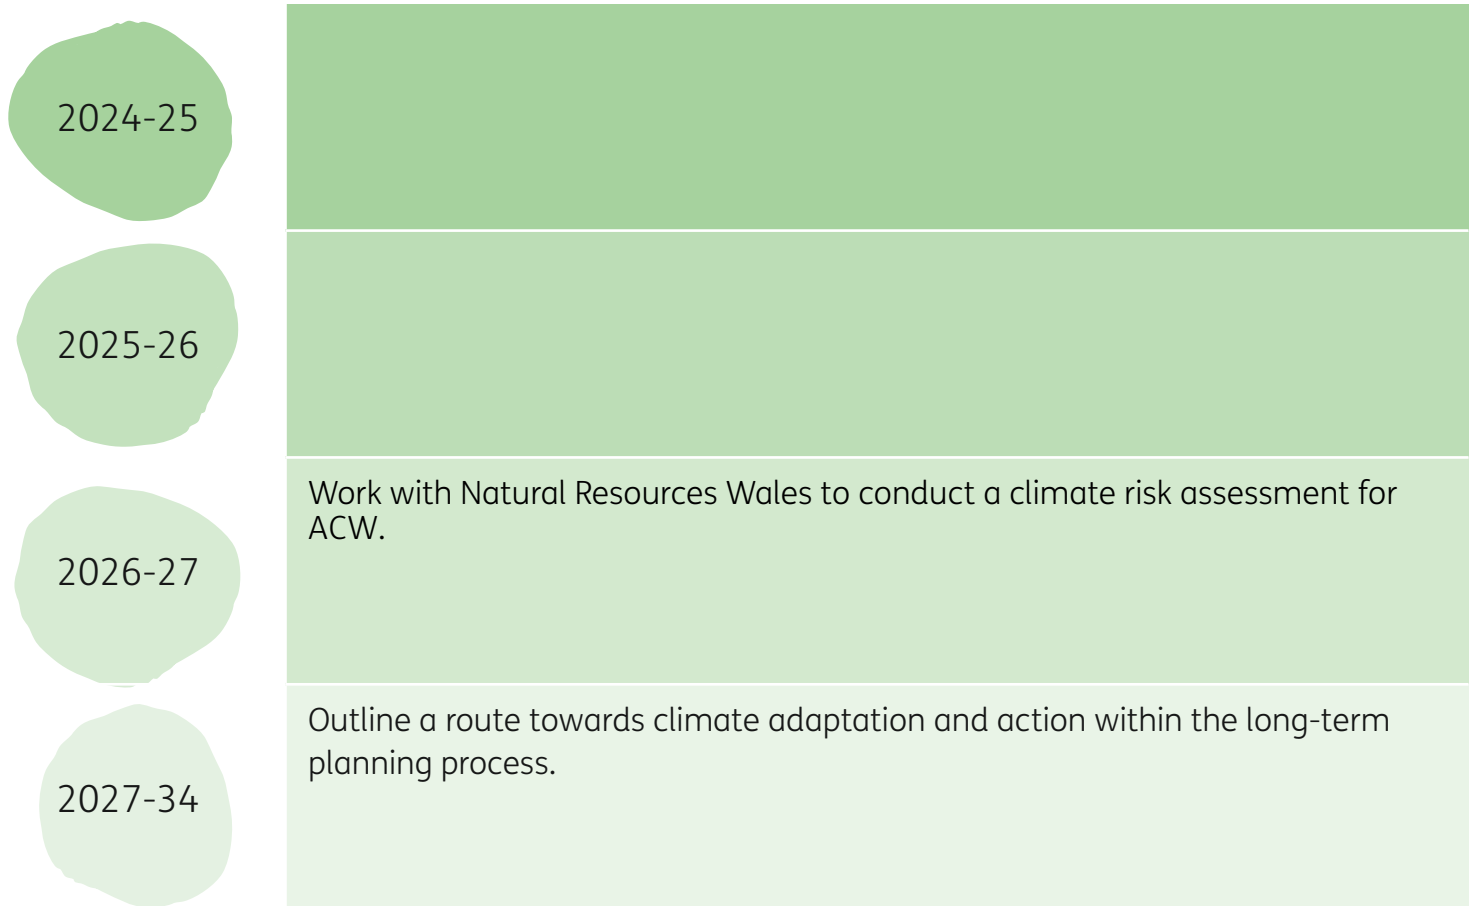 2024-25
2025-26
2026-27
Work with Natural Resources Wales to conduct a climate risk assessment for
ACW.
2027-34
Outline a route towards climate adaptation and action within the long-term
planning process.